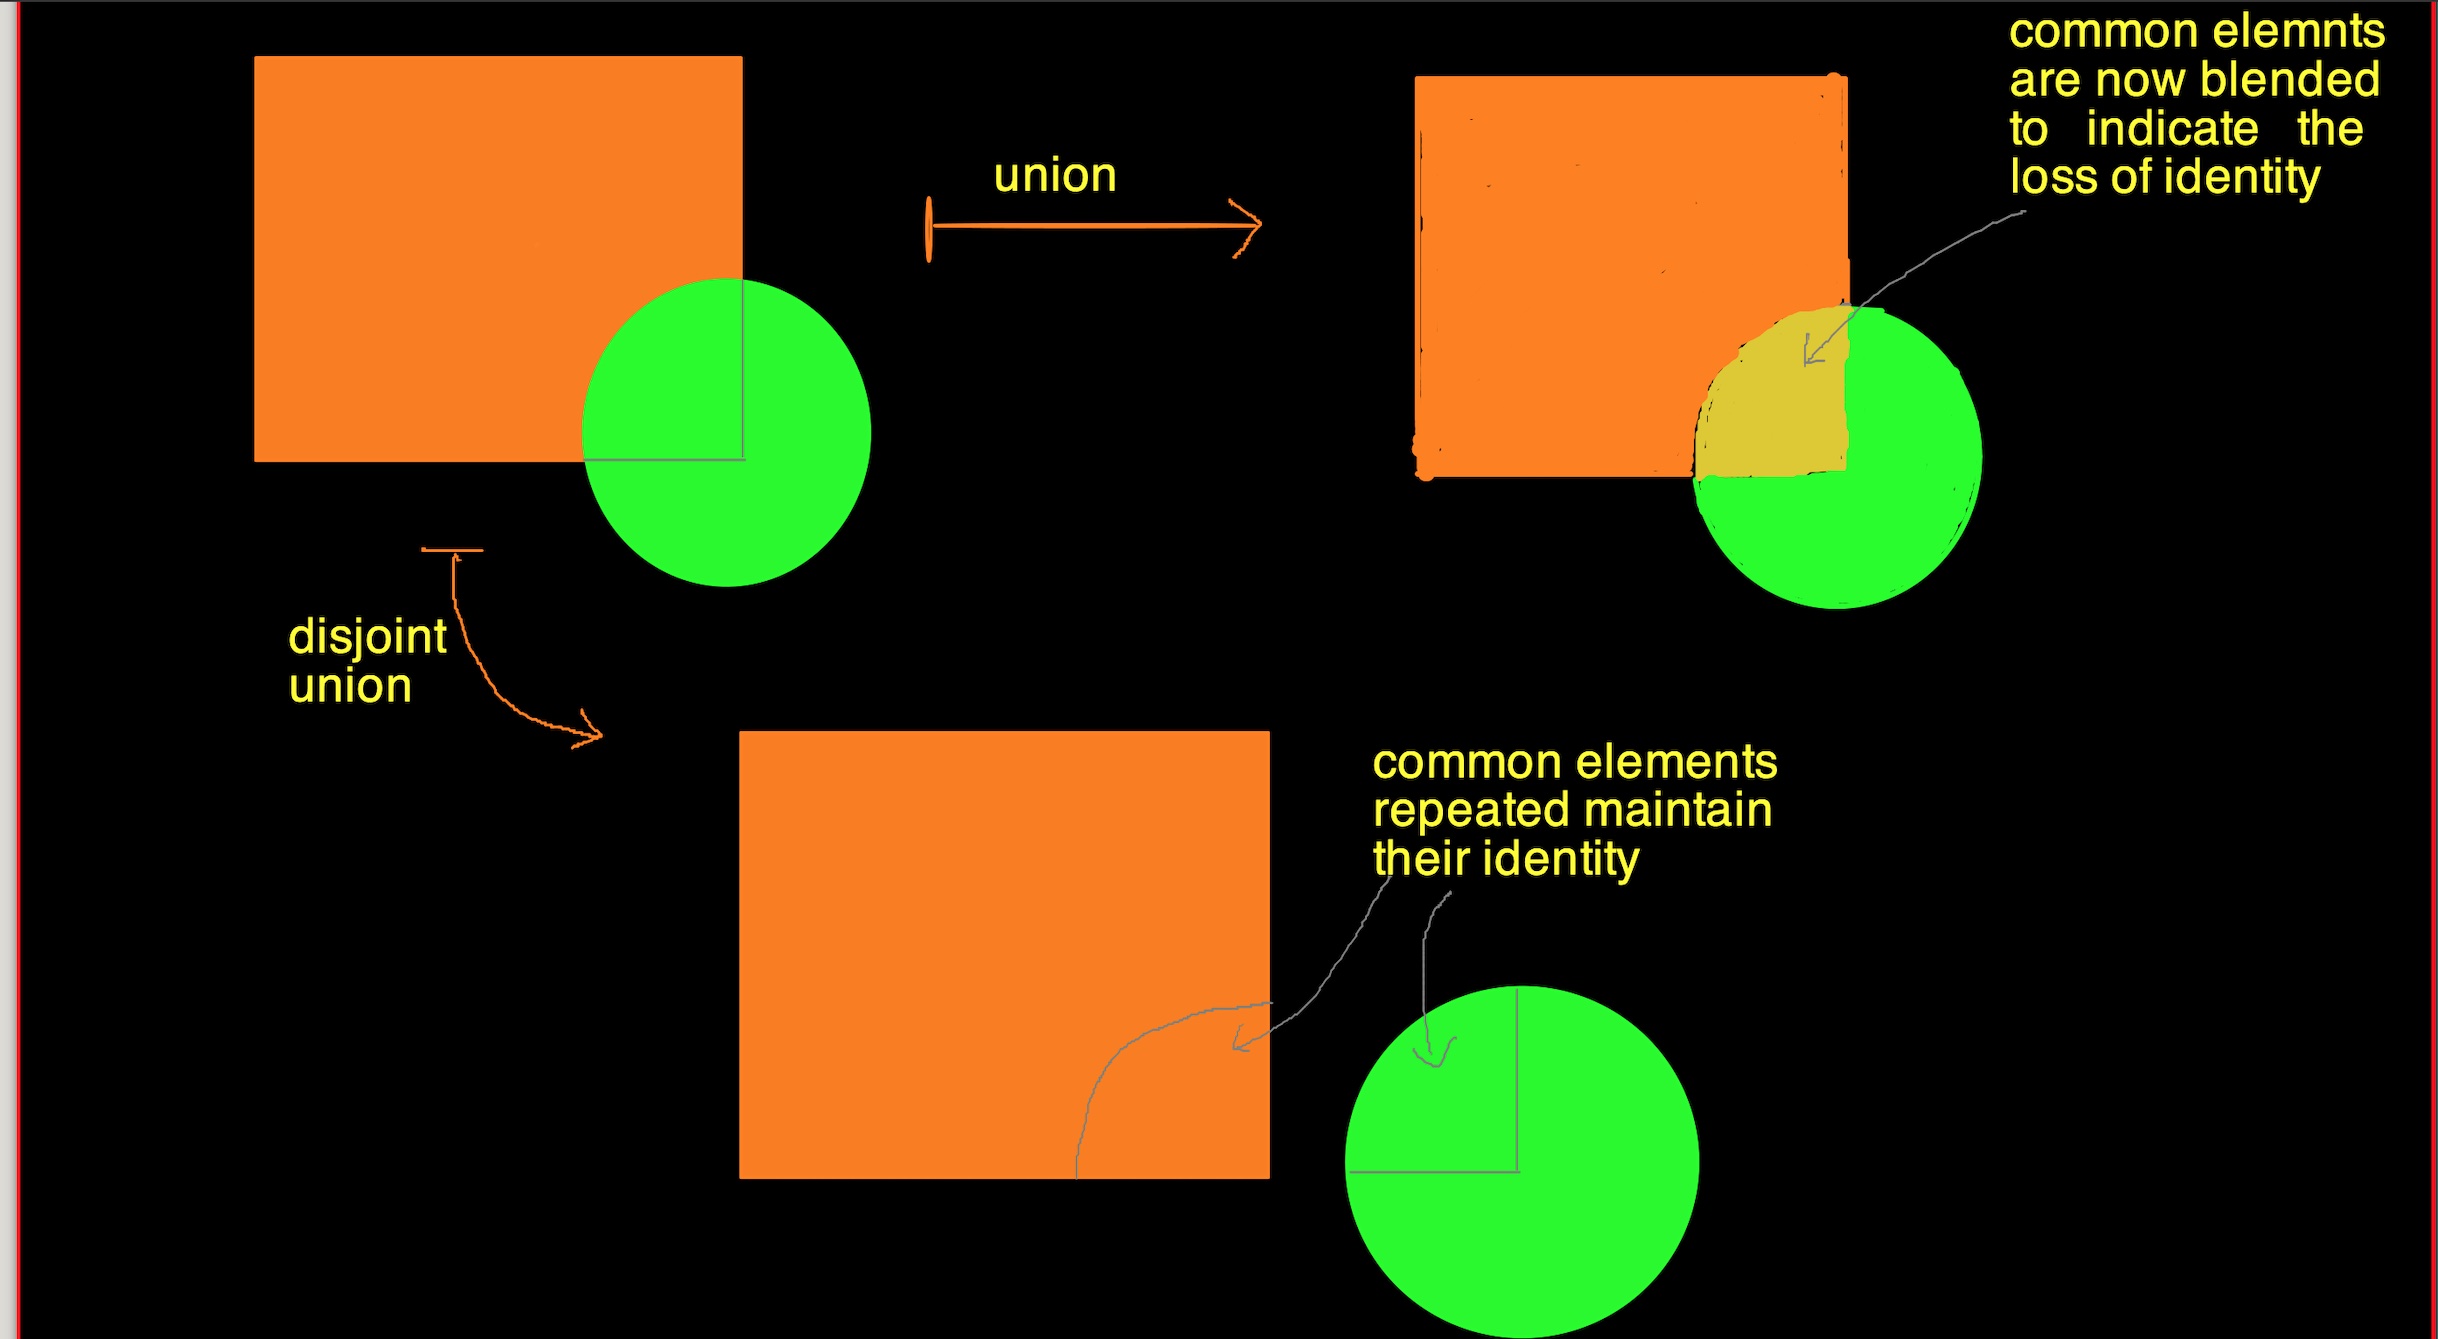 common elemnts
are now blended
to indicate the
loss of identity
union
disjoint
union
common elements
repeated maintain
their identity